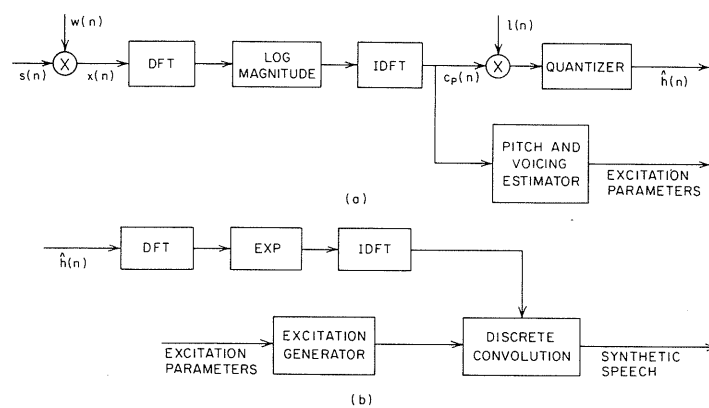 w(n)
l(n)
s(n)
X
x(n)
DFT
LOG
MAGNITUDE
IDFT
cₚ(n)
X
QUANTIZER
ĥ(n)
PITCH AND
VOICING
ESTIMATOR
EXCITATION
PARAMETERS
(a)
ĥ(n)
DFT
EXP
IDFT
EXCITATION
PARAMETERS
EXCITATION
GENERATOR
DISCRETE
CONVOLUTION
SYNTHETIC
SPEECH
(b)